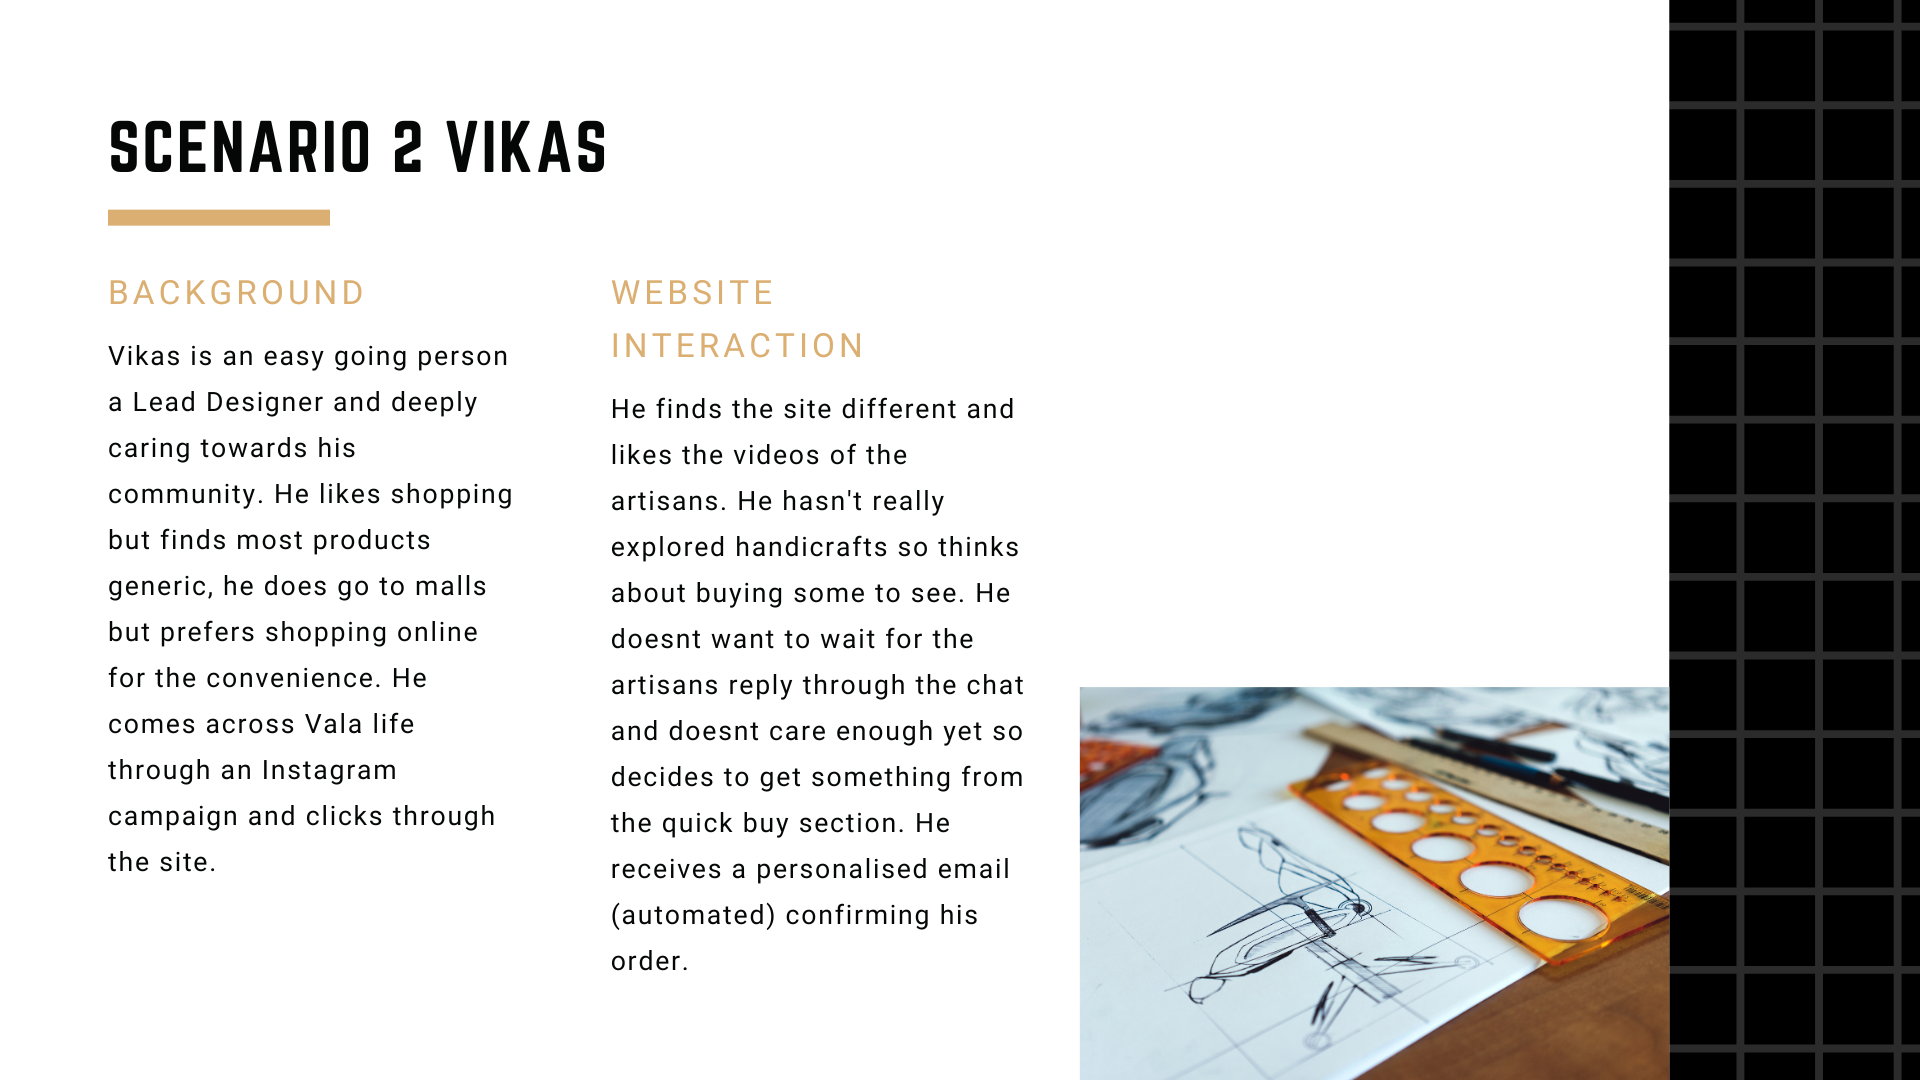 SCENARIO 2 VIKAS
BACKGROUND
Vikas is an easy going person
a Lead Designer and deeply
caring towards his
community. He likes shopping
but finds most products
generic, he does go to malls
but prefers shopping online
for the convenience. He
comes across Vala life
through an Instagram
campaign and clicks through
the site.
WEBSITE
INTERACTION
He finds the site different and
likes the videos of the
artisans. He hasn't really
explored handicrafts so thinks
about buying some to see. He
doesnt want to wait for the
artisans reply through the chat
and doesnt care enough yet so
decides to get something from
the quick buy section. He
receives a personalised email
(automated) confirming his
order.